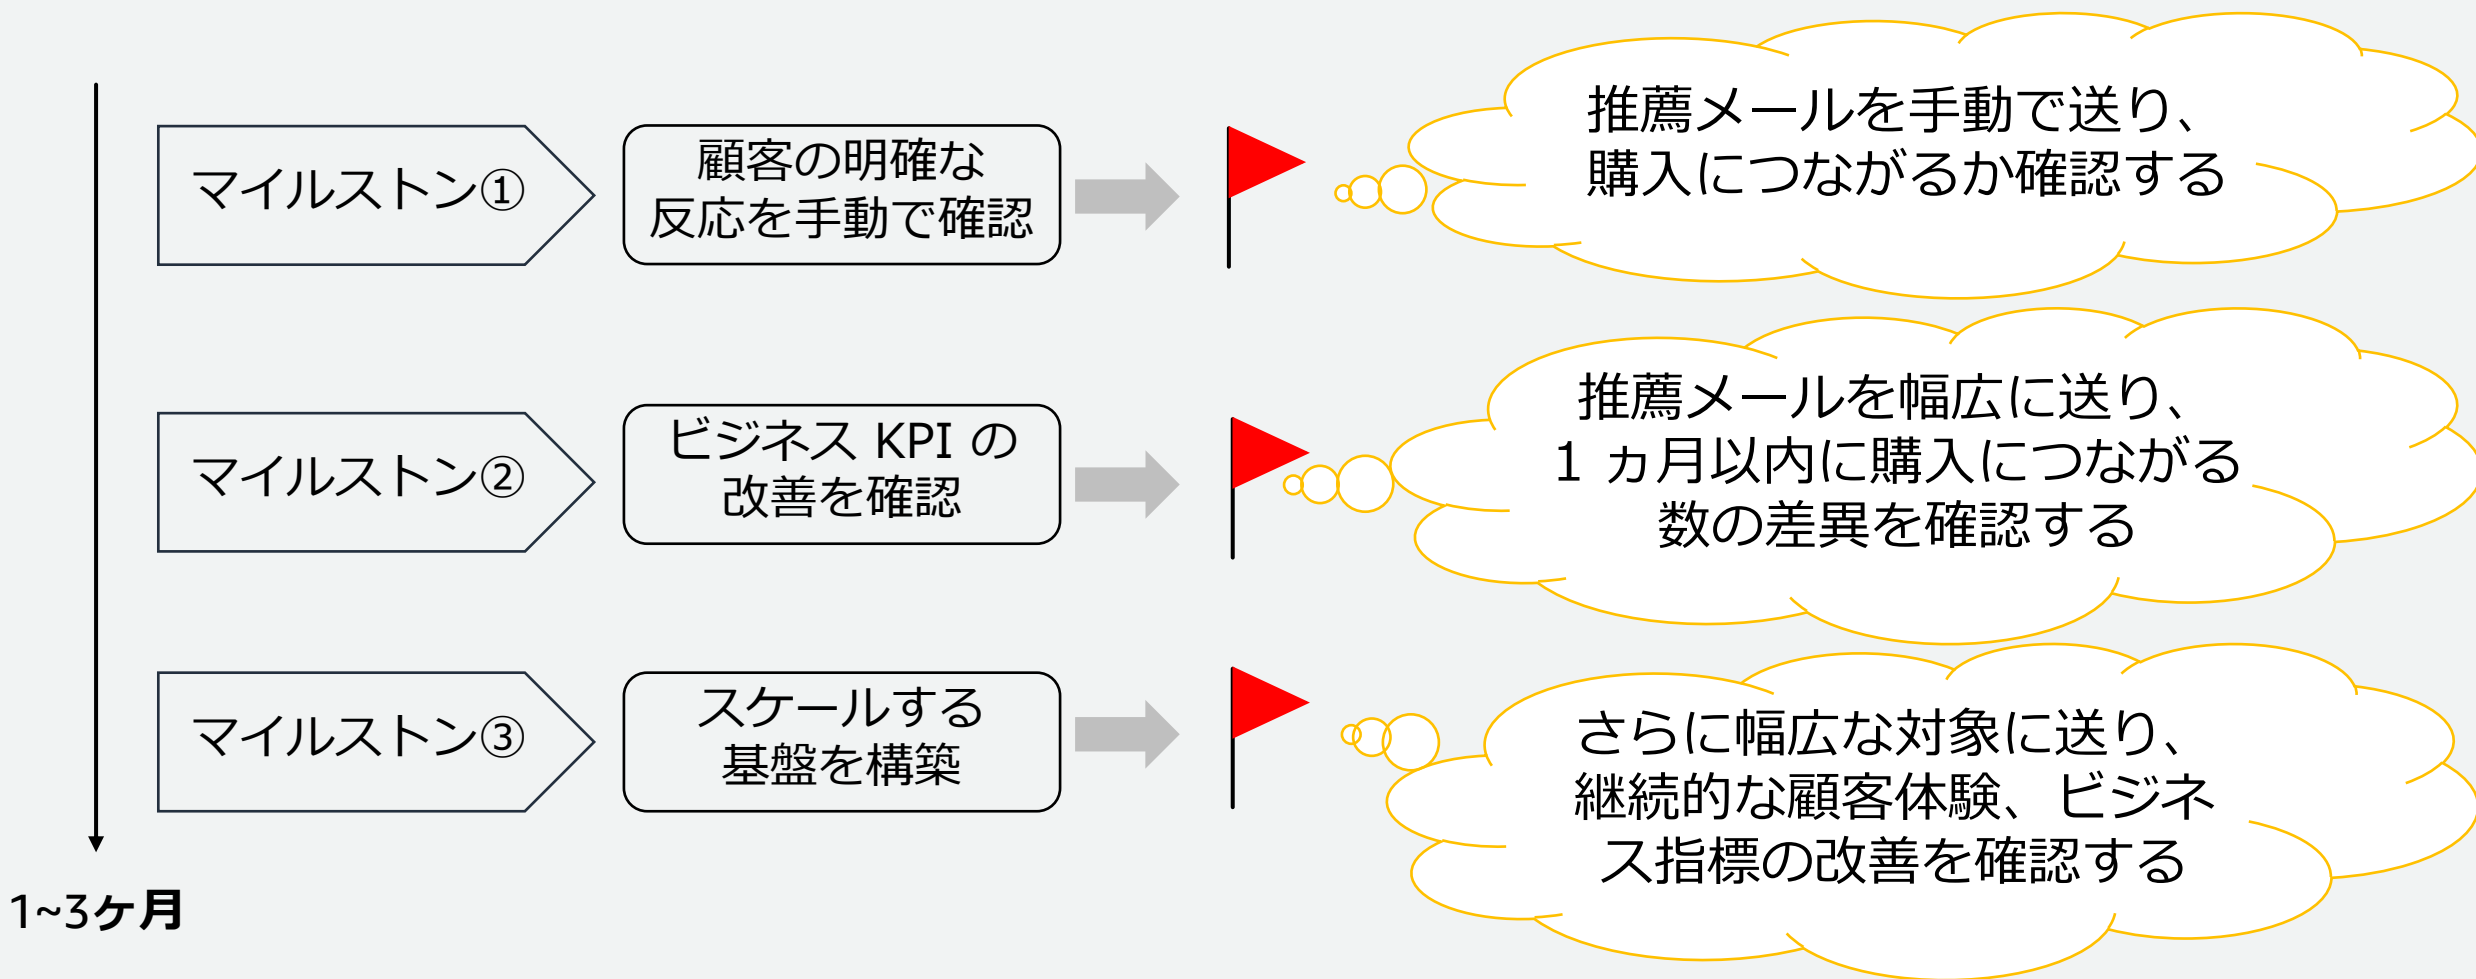 マイルストン①
顧客の明確な
反応を手動で確認
推薦メールを手動で送り、
購入につながるか確認する
マイルストン②
ビジネス KPI の
改善を確認
推薦メールを幅広に送り、
1 ヵ月以内に購入につながる
数の差異を確認する
マイルストン③
スケールする
基盤を構築
さらに幅広な対象に送り、
継続的な顧客体験、ビジネ
ス指標の改善を確認する
1~3ケ月